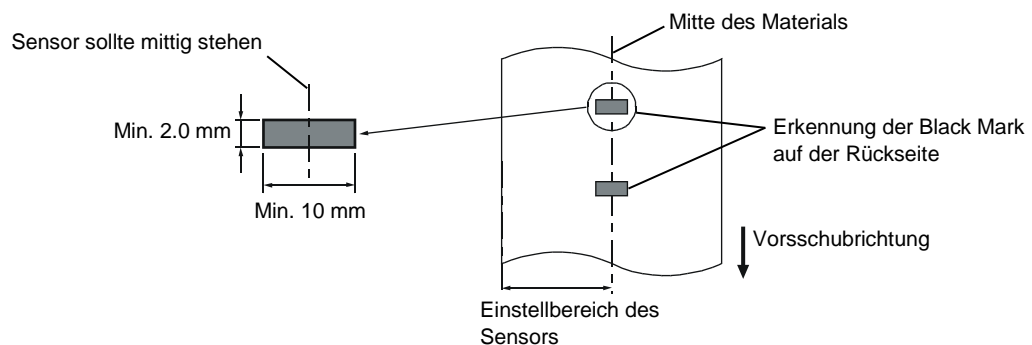 Mitte des Materials
Sensor sollte mittig stehen
Min. 2.0 mm
Erkennung der Black Mark
auf der Rückseite
Min. 10 mm
Vorsschubrichtung
Einstellbereich des
Sensors